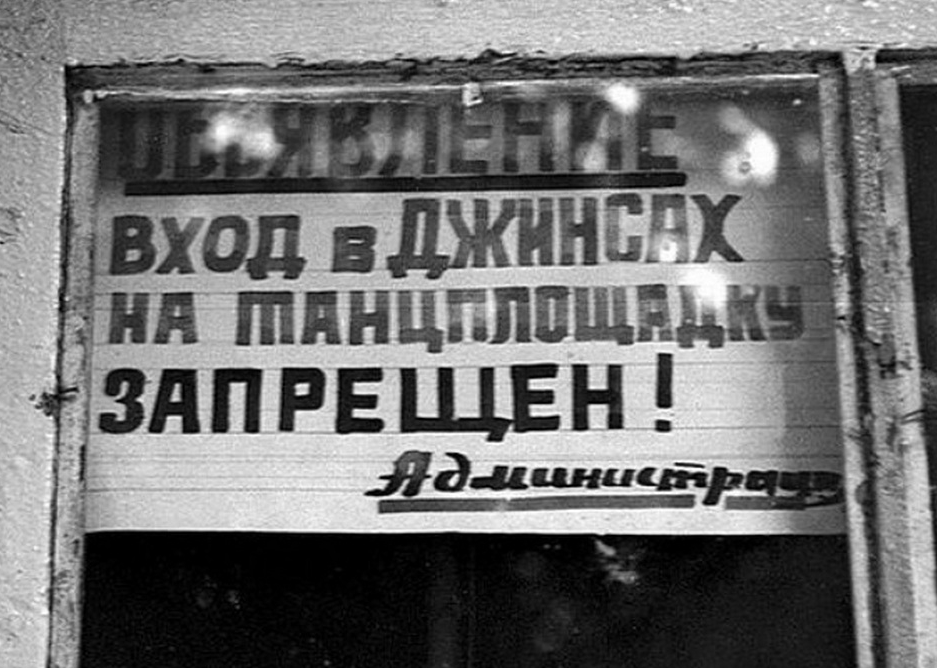 ОБЪЯВЛЕНИЕ
ВХОД в ДЖИНСАХ
НА ТАНЦПЛОЩАДКУ
ЗАПРЕЩЕН!
Администрация